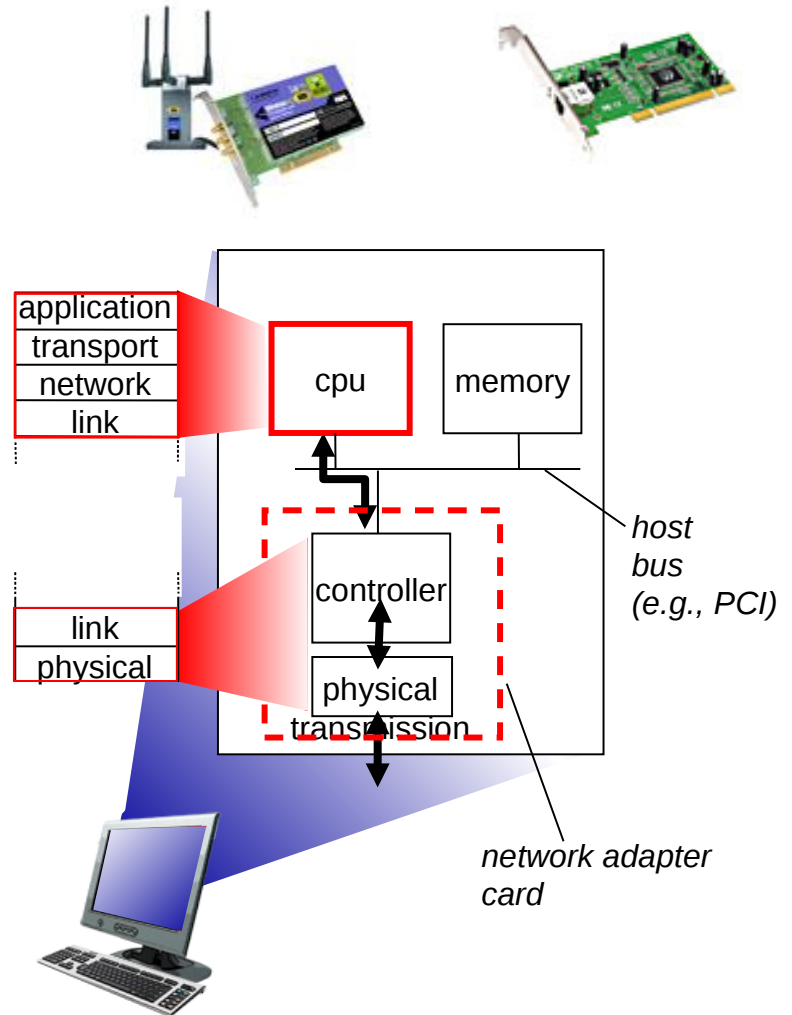 application
transport
network
link
cpu
memory
host
bus
(e.g., PCI)
controller
link
physical
physical
transmission
network adapter
card